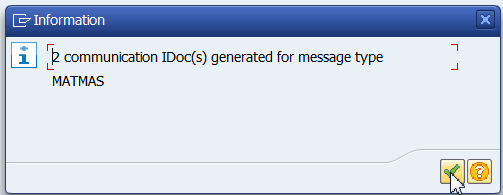 Information
2 communication IDoc(s) generated for message type
MATMAS